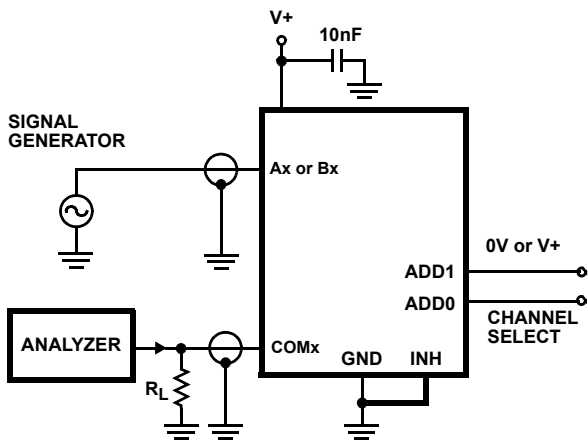 V+
10nF
SIGNAL
GENERATOR
Ax or Bx
0V or V+
ADD1
ADD0
CHANNEL
SELECT
ANALYZER
COMx
GND
INH
RL